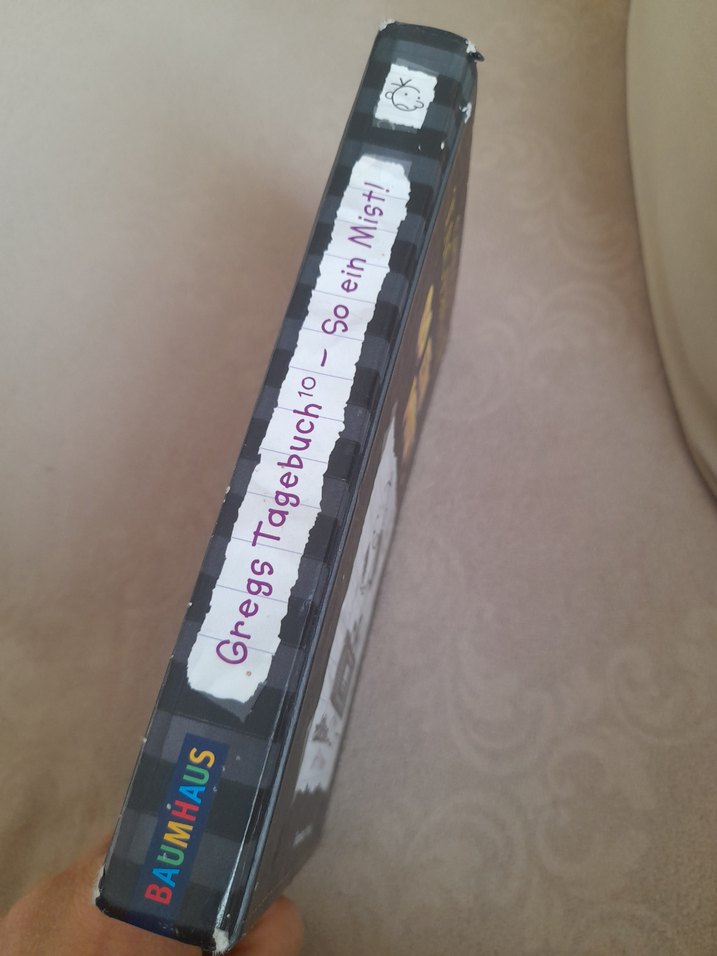 Gregs Tagebuch¹⁰ – So ein Mist!
BAUMHAUS